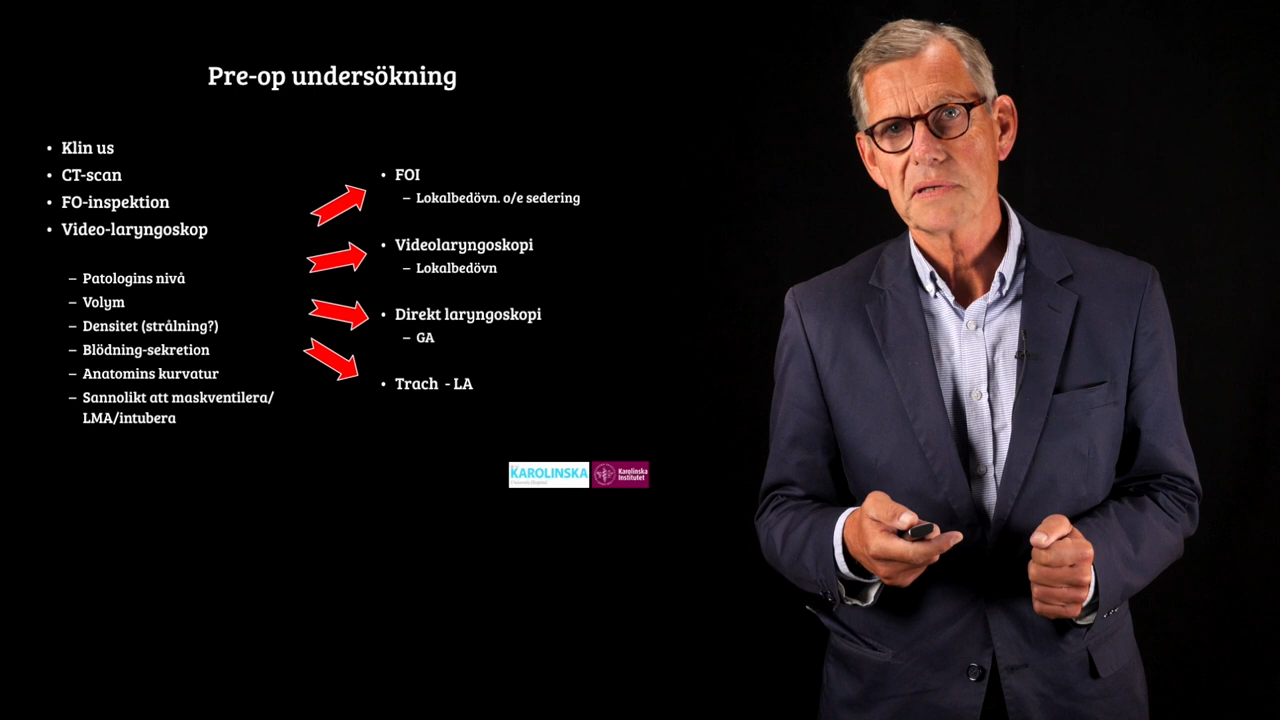 Pre-op undersökning
• Klin us
• CT-scan
• FO-inspektion
• Video-laryngoskop
– Patologins nivå
– Volym
– Densitet (strålning?)
– Blödning-sekretion
– Anatomins kurvatur
– Sannolikt att maskventilera/
LMA/intubera
• FOI
– Lokalbedövn. o/e sedering
• Videolaryngoskopi
– Lokalbedövn
• Direkt laryngoskopi
– GA
• Trach - LA
KAROLINSKA
Karolinska
Institutet